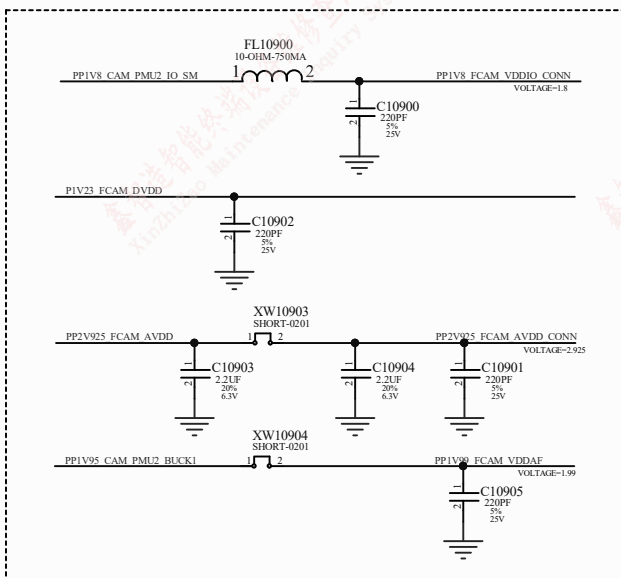 FL10900
10-OHM-750MA
PP1V8_CAM_PMU2_IO_SM
1
2
PP1V8_FCAM_VDDIO_CONN
VOLTAGE=1.8
1
C10900
220PF
2
5%
25V
P1V23_FCAM_DVDD
1
C10902
220PF
2
5%
25V
XW10903
SHORT-0201
PP2V925_FCAM_AVDD
1
2
PP2V925_FCAM_AVDD_CONN
VOLTAGE=2.925
1
C10903
2.2UF
2
20%
6.3V
1
C10904
2.2UF
2
20%
6.3V
1
C10901
220PF
2
5%
25V
XW10904
SHORT-0201
PP1V95_CAM_PMU2_BUCK1
1
2
PP1V99_FCAM_VDDAF
VOLTAGE=1.99
1
C10905
220PF
2
5%
25V